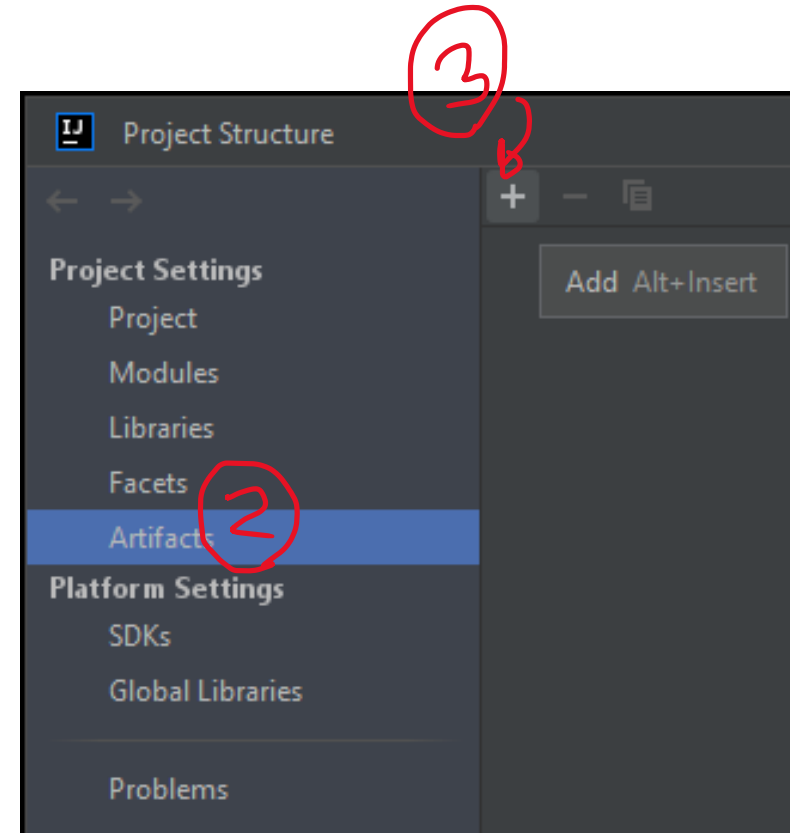 3
IJ Project Structure
Project Settings
Add Alt+Insert
Project
Modules
Libraries
Facets
2
Artifacts
Platform Settings
SDKs
Global Libraries
Problems